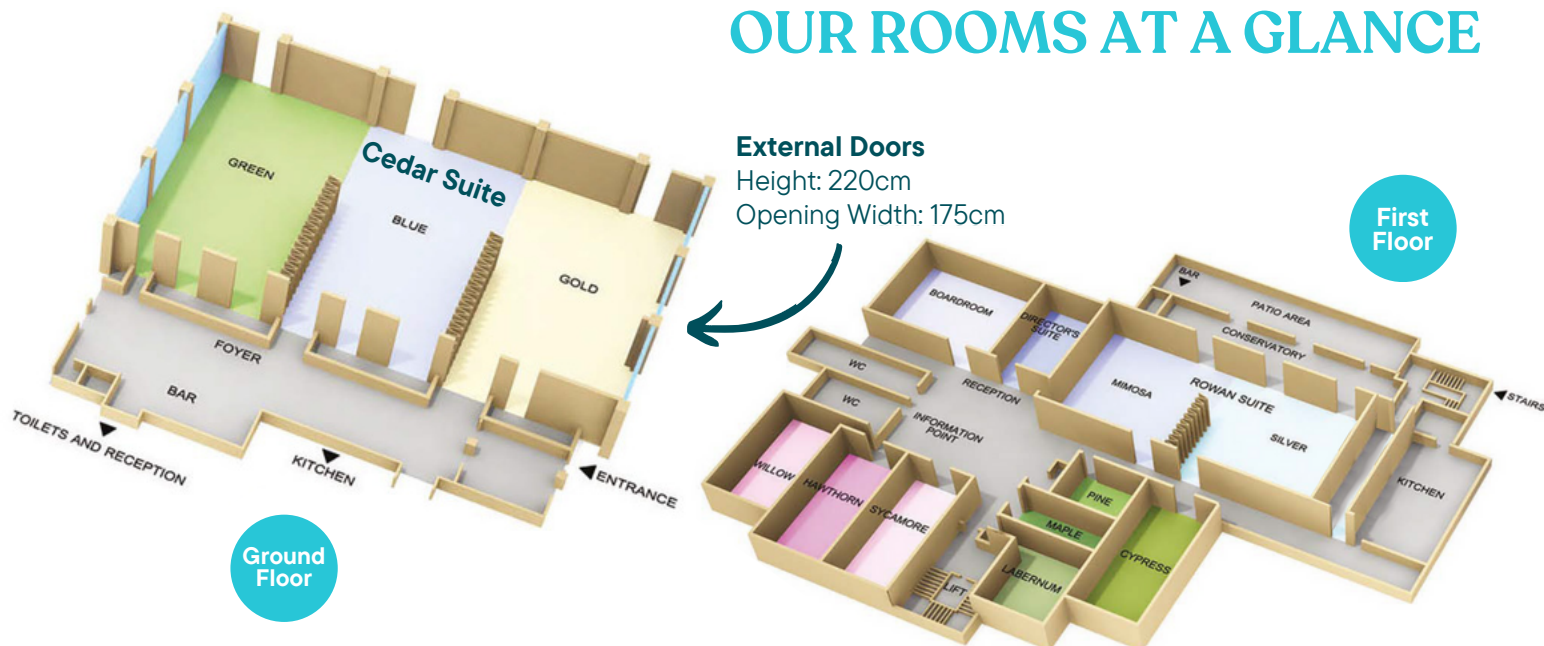 OUR ROOMS AT A GLANCE
Cedar Suite
GREEN
BLUE
GOLD
FOYER
BAR
TOILETS AND RECEPTION
KITCHEN
ENTRANCE
Ground
Floor
External Doors
Height: 220cm
Opening Width: 175cm
First
Floor
BAR
PATIO AREA
CONSERVATORY
BOARDROOM
DIRECTOR'S
SUITE
WC
WC
RECEPTION
INFORMATION
POINT
MIMOSA
ROWAN SUITE
SILVER
STAIRS
KITCHEN
WILLOW
HAWTHORN
SYCAMORE
PINE
MAPLE
CYPRESS
LABERNUM
LIFT